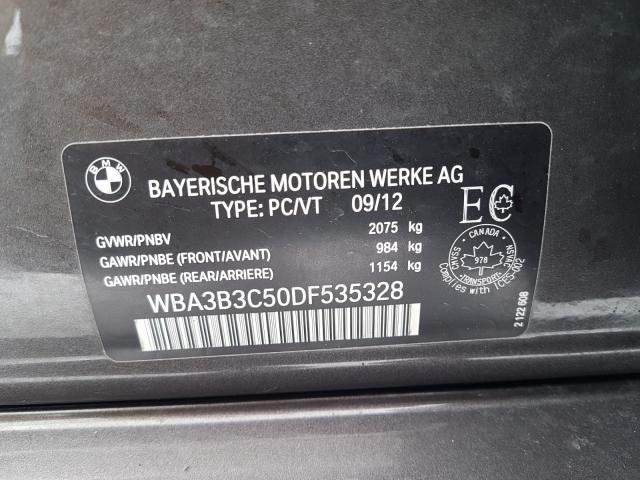 BMW
BAYERISCHE MOTOREN WERKE AG
TYPE: PC/VT 09/12
EC
GVWR/PNBV 2075 kg
GAWR/PNBE (FRONT/AVANT) 984 kg
GAWR/PNBE (REAR/ARRIERE) 1154 kg
WBA3B3C50DF535328
CANADA
CMVSS
NSVAC
978
TRANSPORT
Complies with / ICES-002
2 122 608